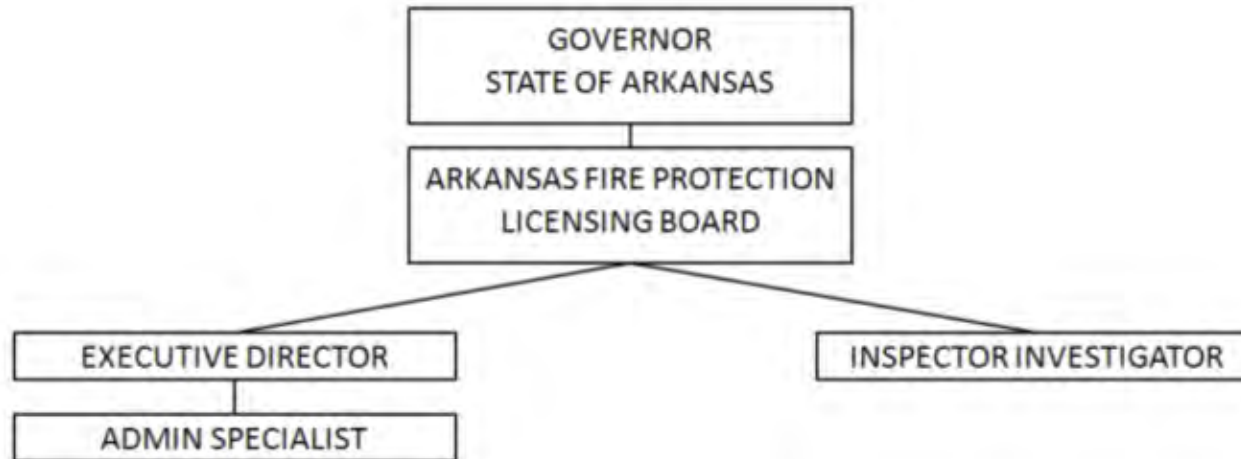 GOVERNOR
STATE OF ARKANSAS
ARKANSAS FIRE PROTECTION
LICENSING BOARD
EXECUTIVE DIRECTOR
INSPECTOR INVESTIGATOR
ADMIN SPECIALIST